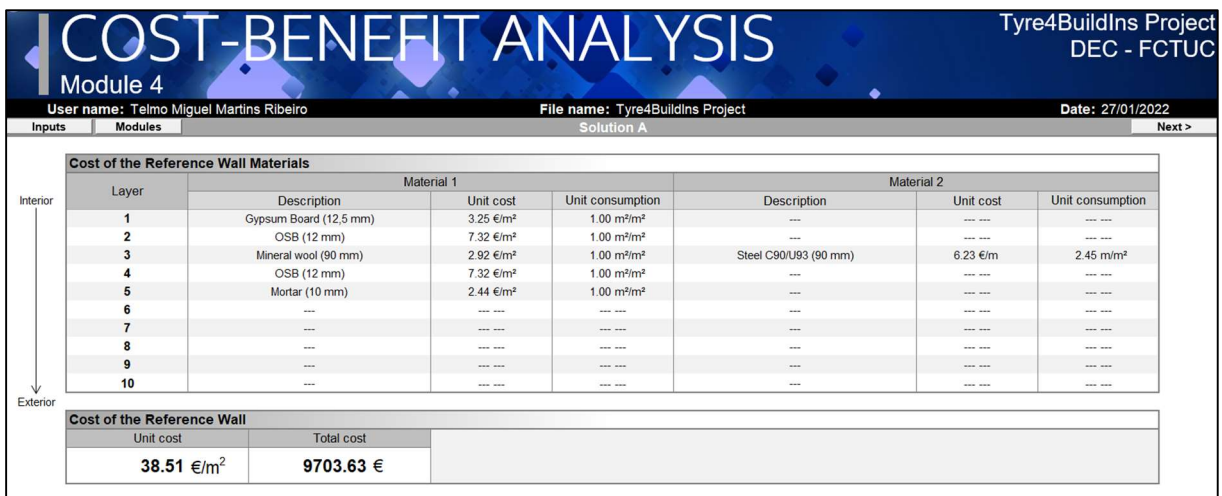 COST-BENEFIT ANALYSIS
Tyre4BuildIns Project
DEC - FCTUC
Module 4
User name: Telmo Miguel Martins Ribeiro File name: Tyre4BuildIns Project Date: 27/01/2022
Inputs Modules Solution A Next >
Cost of the Reference Wall Materials
Layer Material 1 Material 2
Interior Description Unit cost Unit consumption Description Unit cost Unit consumption
1 Gypsum Board (12,5 mm) 3.25 €/m² 1.00 m²/m² --- --- --- --- ---
2 OSB (12 mm) 7.32 €/m² 1.00 m²/m² --- --- --- --- ---
3 Mineral wool (90 mm) 2.92 €/m² 1.00 m²/m² Steel C90/U93 (90 mm) 6.23 €/m 2.45 m/m²
4 OSB (12 mm) 7.32 €/m² 1.00 m²/m² --- --- --- --- ---
5 Mortar (10 mm) 2.44 €/m² 1.00 m²/m² --- --- --- --- ---
6 --- --- --- --- --- --- --- --- --- ---
7 --- --- --- --- --- --- --- --- --- ---
8 --- --- --- --- --- --- --- --- --- ---
9 --- --- --- --- --- --- --- --- --- ---
10 --- --- --- --- --- --- --- --- --- ---
Exterior
Cost of the Reference Wall
Unit cost Total cost
38.51 €/m² 9703.63 €